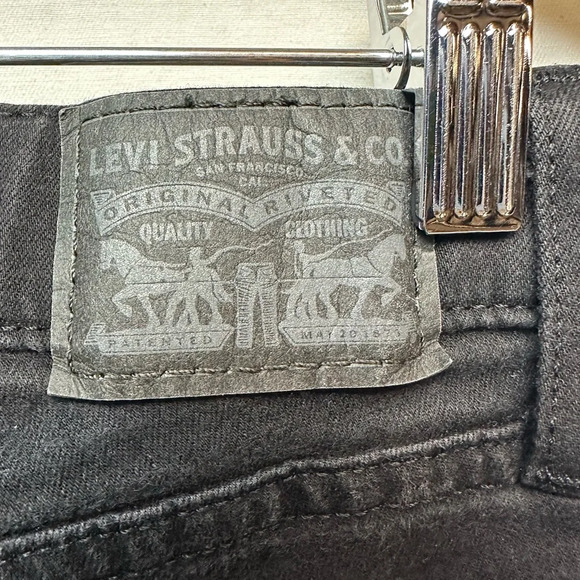 LEVI STRAUSS & CO
SAN FRANCISCO
CAL
ORIGINAL RIVETED
QUALITY CLOTHING
PATENTED MAY 20 1873